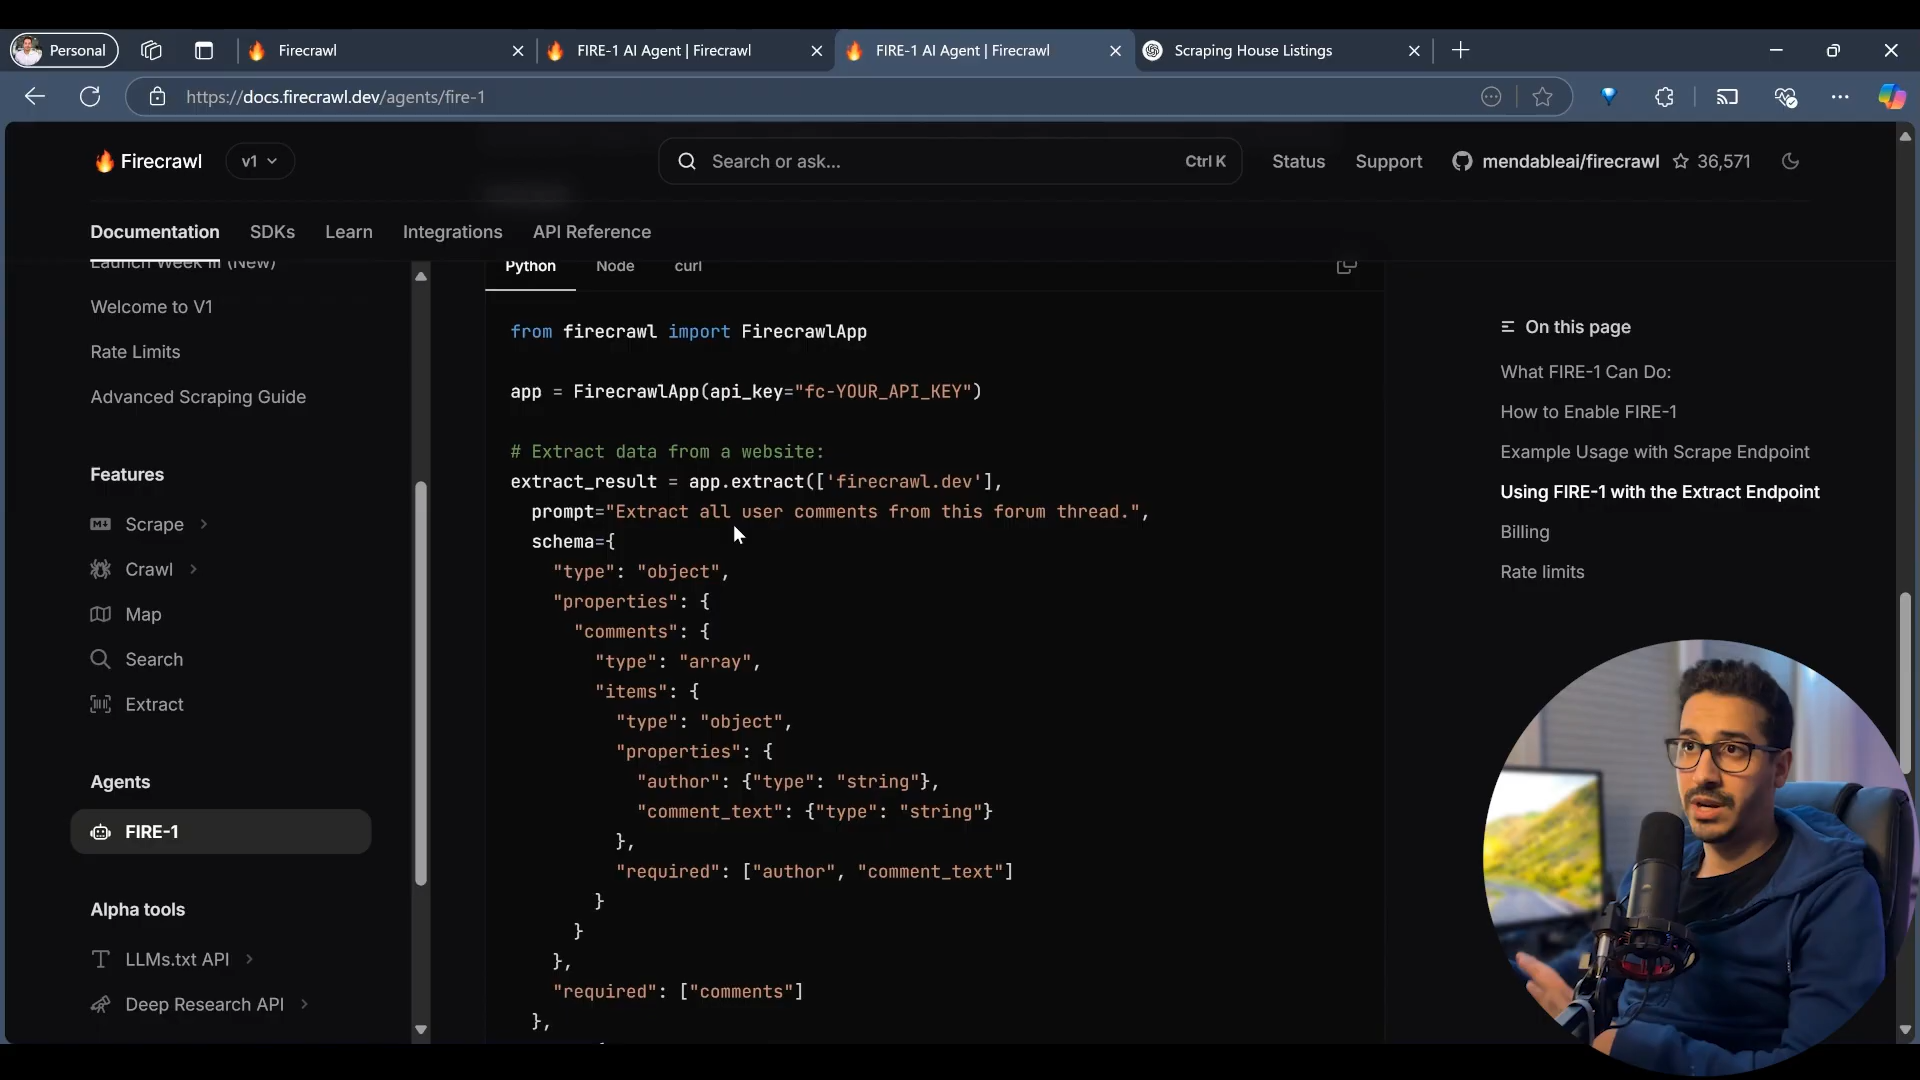 Personal
Firecrawl
FIRE-1 AI Agent | Firecrawl
FIRE-1 AI Agent | Firecrawl
Scraping House Listings
https://docs.firecrawl.dev/agents/fire-1
Firecrawl
v1
Search or ask...
Ctrl K
Status
Support
mendableai/firecrawl
36,571
Documentation
SDKs
Learn
Integrations
API Reference
Launch Week III (New)
Welcome to V1
Rate Limits
Advanced Scraping Guide
Features
Scrape
Crawl
Map
Search
Extract
Agents
FIRE-1
Alpha tools
LLMs.txt API
Deep Research API
Python
Node
curl
from firecrawl import FirecrawlApp
app = FirecrawlApp(api_key="fc-YOUR_API_KEY")
# Extract data from a website:
extract_result = app.extract(['firecrawl.dev'],
prompt="Extract all user comments from this forum thread.",
schema={
"type": "object",
"properties": {
"comments": {
"type": "array",
"items": {
"type": "object",
"properties": {
"author": {"type": "string"},
"comment_text": {"type": "string"}
},
"required": ["author", "comment_text"]
}
}
},
"required": ["comments"]
},
On this page
What FIRE-1 Can Do:
How to Enable FIRE-1
Example Usage with Scrape Endpoint
Using FIRE-1 with the Extract Endpoint
Billing
Rate limits